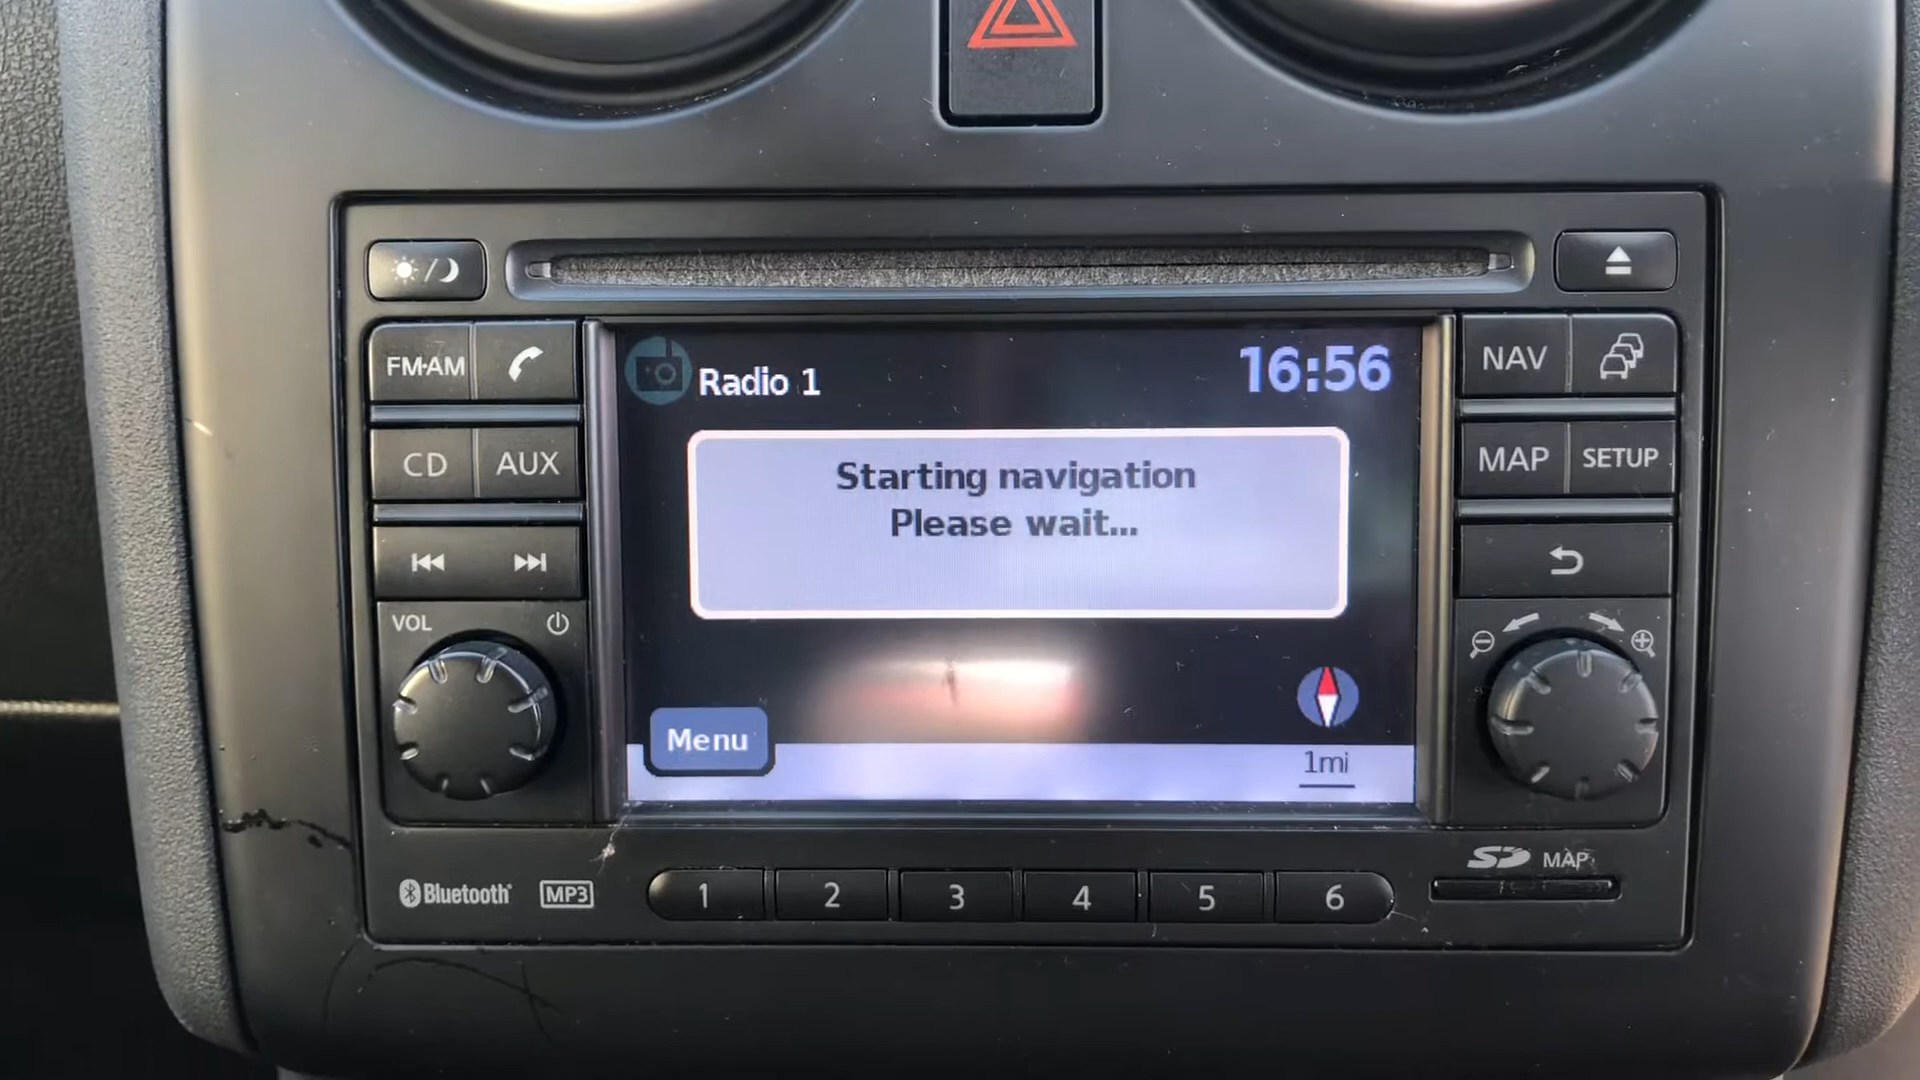 FM·AM
CD AUX
VOL
Radio 1
16:56
Starting navigation
Please wait...
Menu
1mi
NAV
MAP SETUP
Bluetooth MP3
1 2 3 4 5 6
SD MAP